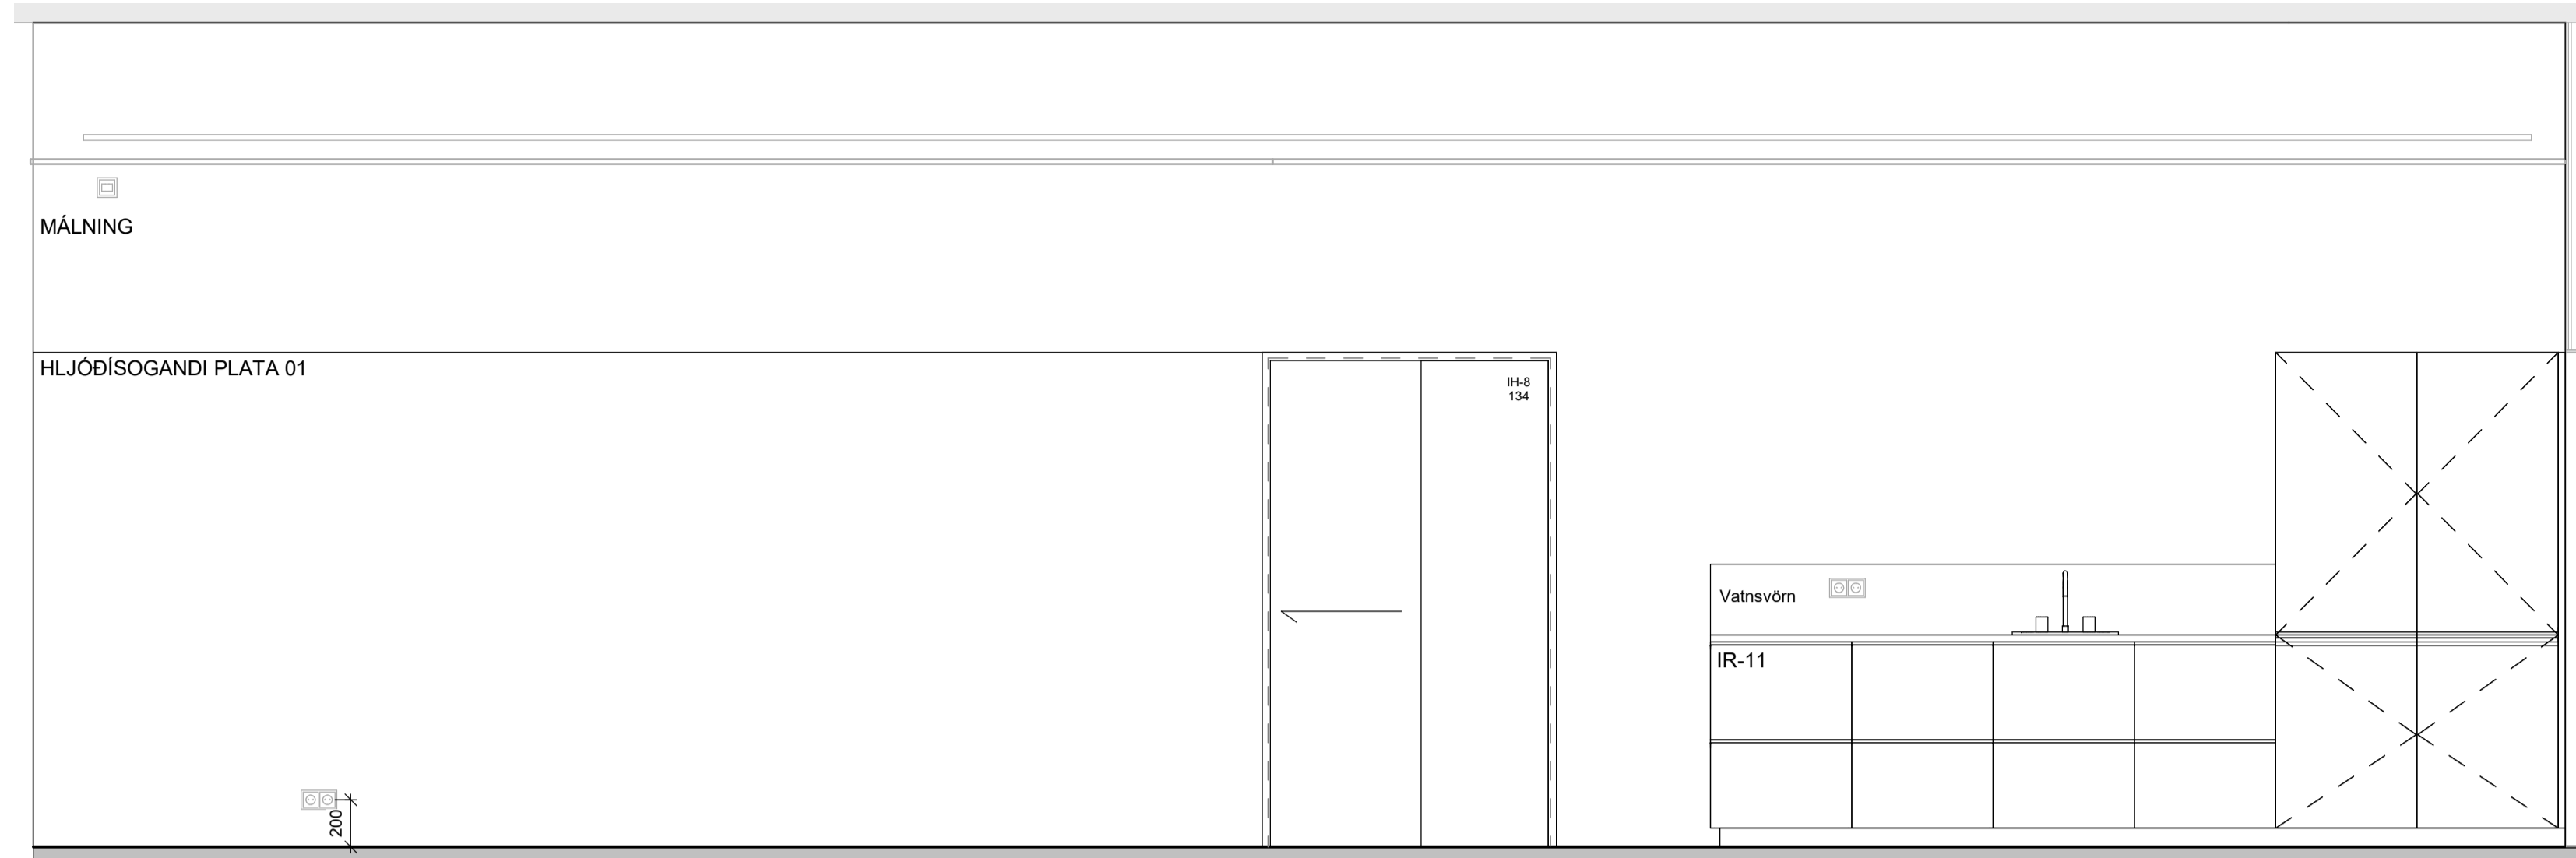 MÁLNING
HLJÓÐÍSOGANDI PLATA 01
IH-8
134
Vatnsvörn
IR-11
200